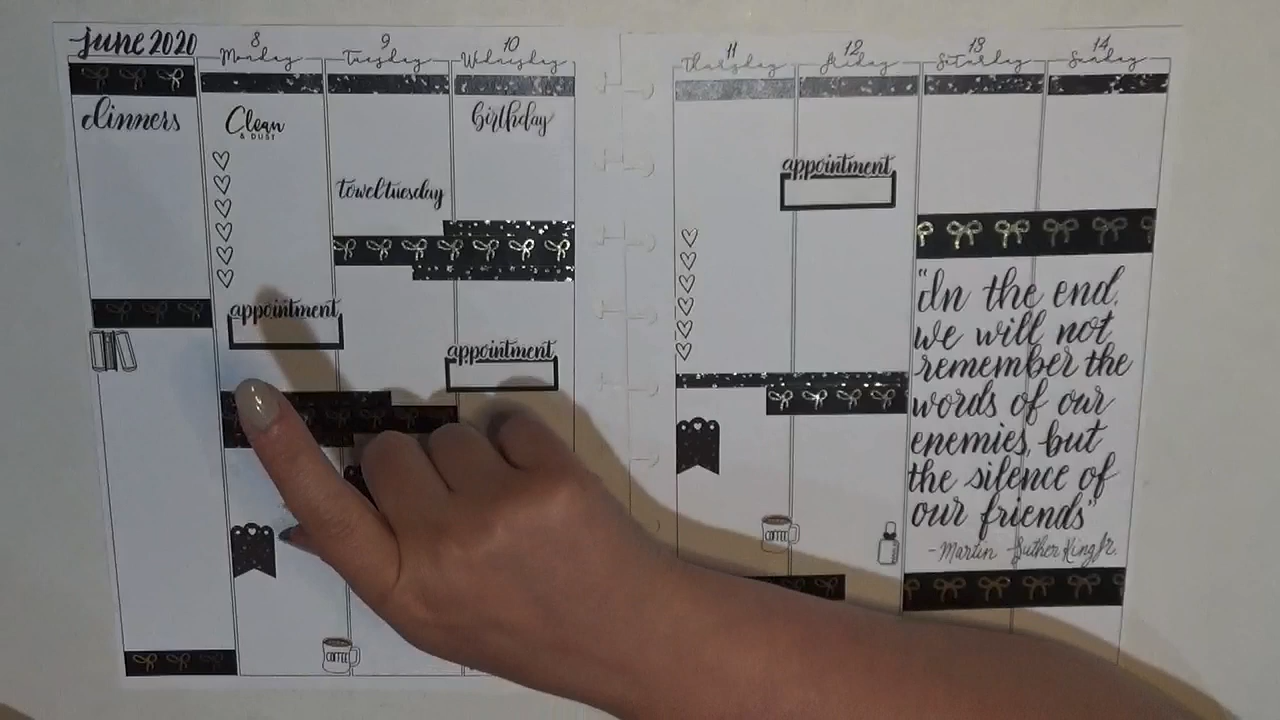 june 2020
8
Monday
9
Tuesday
10
Wednesday
11
Thursday
12
Friday
13
Saturday
14
Sunday
dinners
Clean
& DUST
birthday
towel tuesday
appointment
appointment
appointment
COFFEE
COFFEE
"In the end,
we will not
remember the
words of our
enemies, but
the silence of
our friends"
-Martin Luther King Jr.